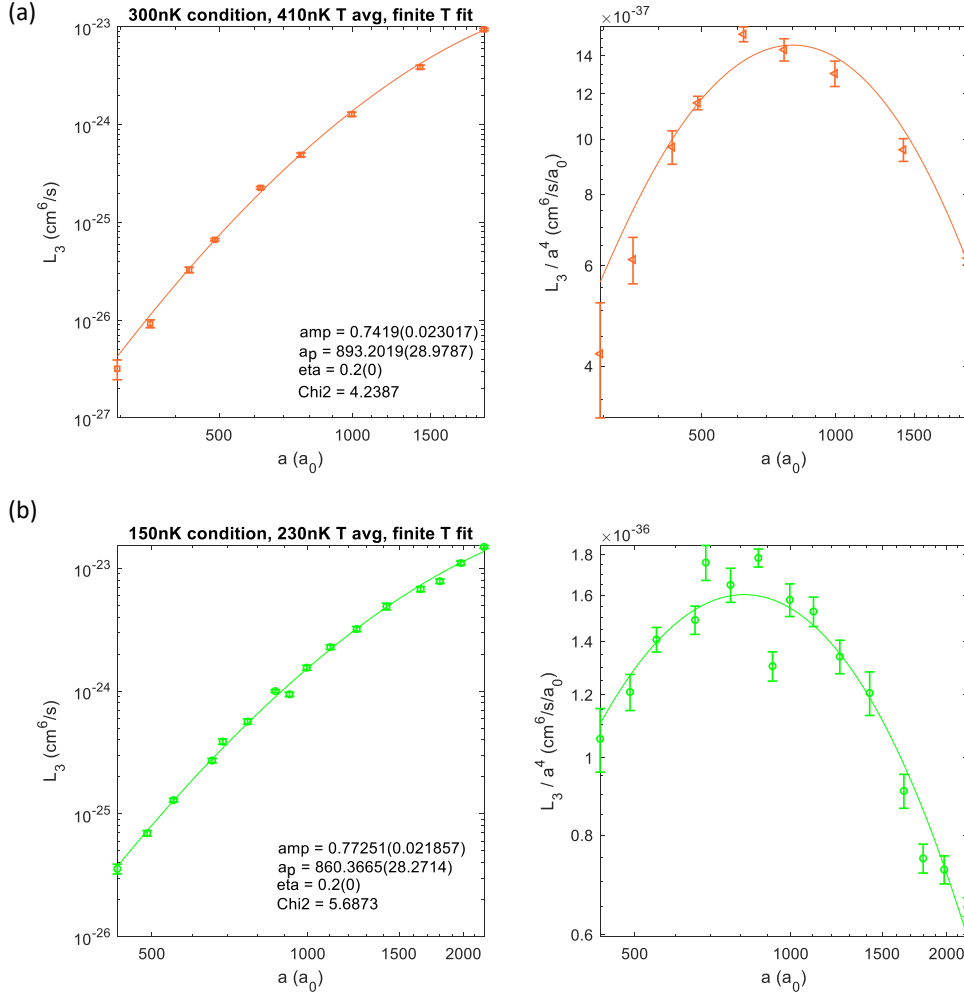 (a)
300nK condition, 410nK T avg, finite T fit
10^-23
10^-24
10^-25
10^-26
10^-27
L_3 (cm^6/s)
500
1000
1500
a (a_0)
amp = 0.7419(0.023017)
a_p = 893.2019(28.9787)
eta = 0.2(0)
Chi2 = 4.2387
×10^-37
14
12
10
8
6
4
L_3 / a^4 (cm^6/s/a_0)
500
1000
1500
a (a_0)
(b)
150nK condition, 230nK T avg, finite T fit
10^-23
10^-24
10^-25
10^-26
L_3 (cm^6/s)
500
1000
1500
2000
a (a_0)
amp = 0.77251(0.021857)
a_p = 860.3665(28.2714)
eta = 0.2(0)
Chi2 = 5.6873
×10^-36
1.8
1.6
1.4
1.2
1
0.8
0.6
L_3 / a^4 (cm^6/s/a_0)
500
1000
1500
2000
a (a_0)